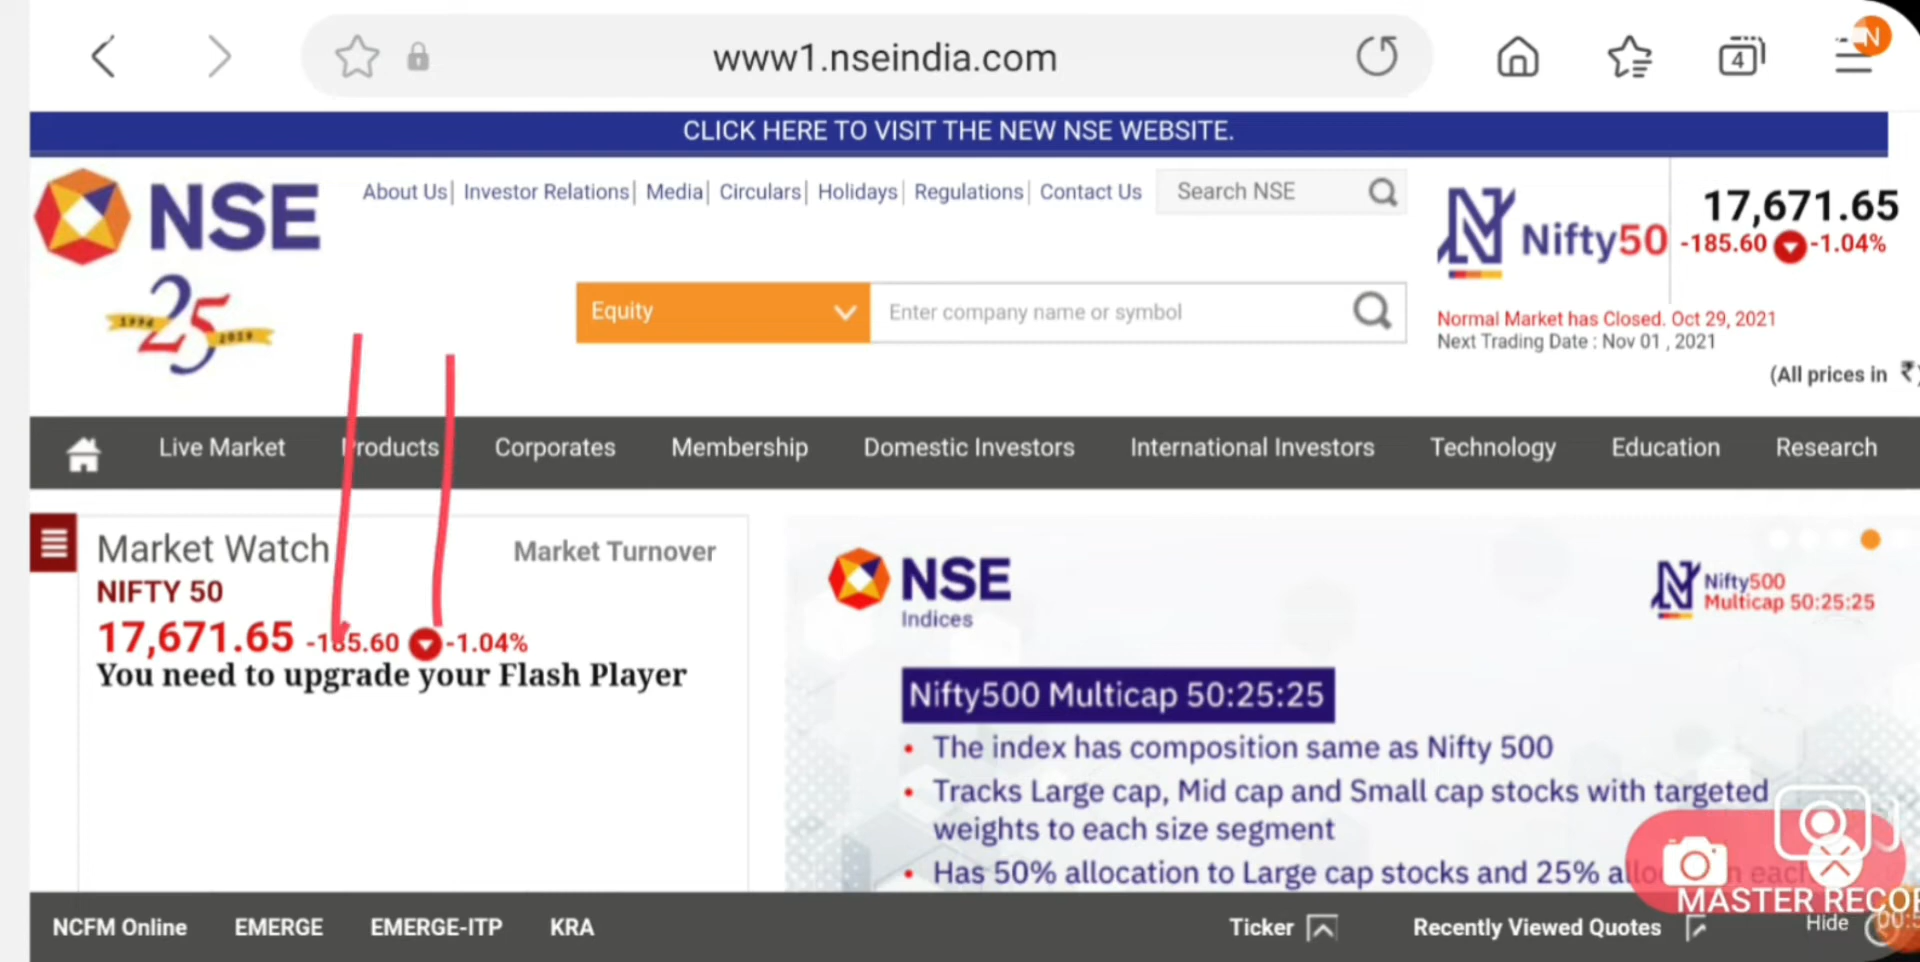 www1.nseindia.com
4
N
CLICK HERE TO VISIT THE NEW NSE WEBSITE.
NSE
About Us| Investor Relations| Media| Circulars| Holidays| Regulations| Contact Us
Search NSE
Nifty50
17,671.65
-185.60 -1.04%
1994 25 2019
Equity
Enter company name or symbol
Normal Market has Closed. Oct 29, 2021
Next Trading Date : Nov 01 , 2021
(All prices in ₹)
Live Market Products Corporates Membership Domestic Investors International Investors Technology Education Research
Market Watch
Market Turnover
NIFTY 50
17,671.65 -185.60 -1.04%
You need to upgrade your Flash Player
NSE
Indices
Nifty500
Multicap 50:25:25
Nifty500 Multicap 50:25:25
• The index has composition same as Nifty 500
• Tracks Large cap, Mid cap and Small cap stocks with targeted
weights to each size segment
• Has 50% allocation to Large cap stocks and 25%
MASTER
NCFM Online EMERGE EMERGE-ITP KRA
Ticker
Recently Viewed Quotes
Hide